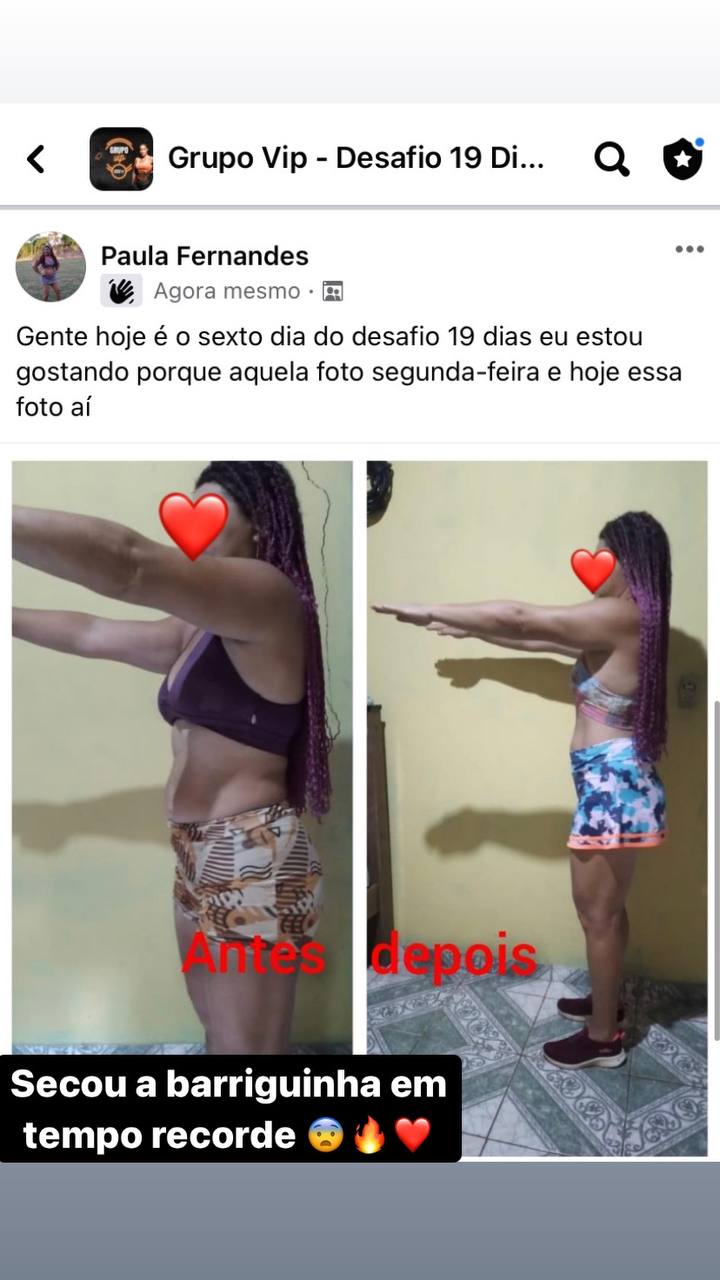 Grupo Vip - Desafio 19 Di...
GRUPO
Paula Fernandes
Agora mesmo ·
Gente hoje é o sexto dia do desafio 19 dias eu estou
gostando porque aquela foto segunda-feira e hoje essa
foto aí
Antes depois
Secou a barriguinha em
tempo recorde 😨🔥❤️